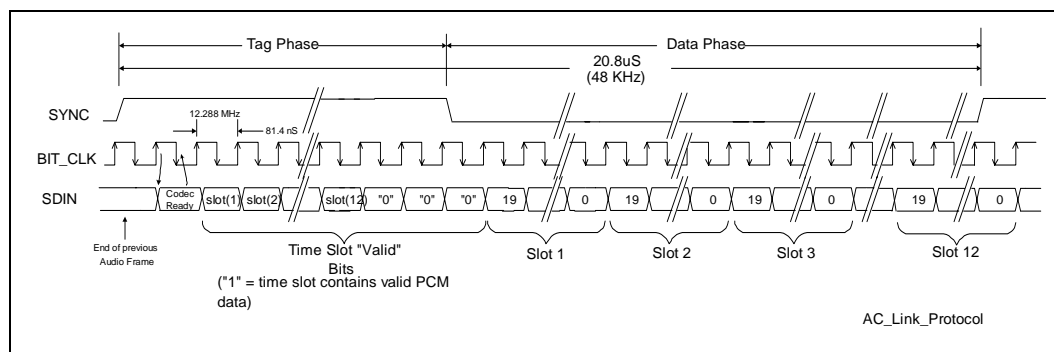 Tag Phase
Data Phase
20.8uS
(48 KHz)
SYNC
12.288 MHz
81.4 nS
BIT_CLK
SDIN
Codec
Ready
slot(1)
slot(2)
slot(12)
"0"
"0"
"0"
19
0
19
0
19
0
19
0
End of previous
Audio Frame
Time Slot "Valid"
Bits
("1" = time slot contains valid PCM
data)
Slot 1
Slot 2
Slot 3
Slot 12
AC_Link_Protocol